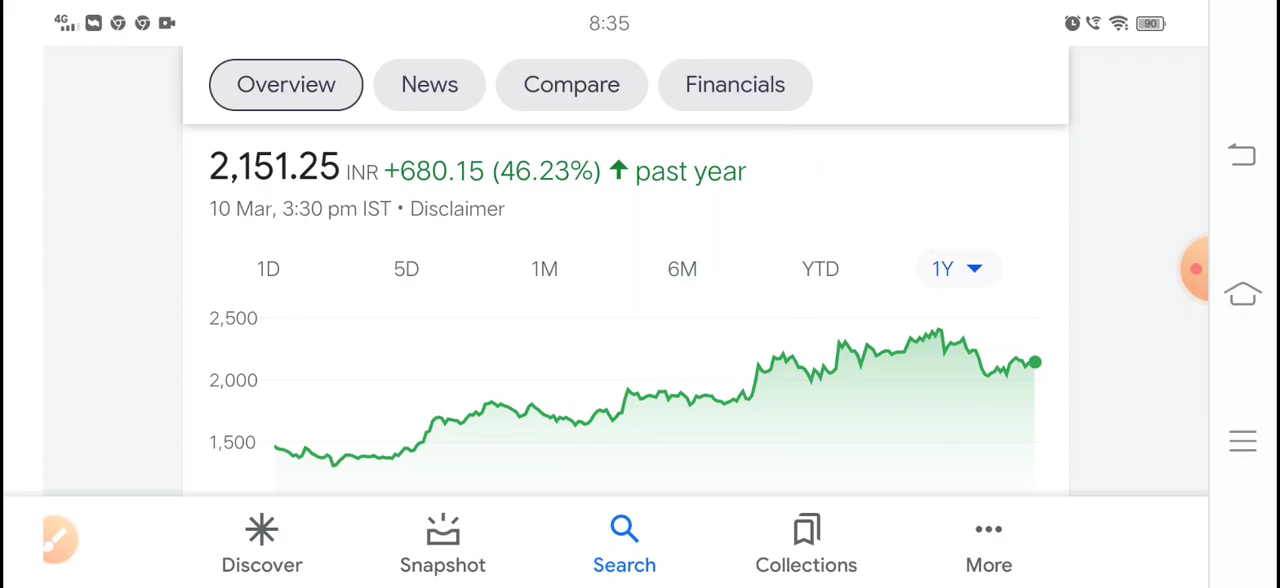 4G 8:35 90
Overview News Compare Financials
2,151.25 INR +680.15 (46.23%) ↑ past year
10 Mar, 3:30 pm IST • Disclaimer
1D 5D 1M 6M YTD 1Y
2,500
2,000
1,500
Discover Snapshot Search Collections More